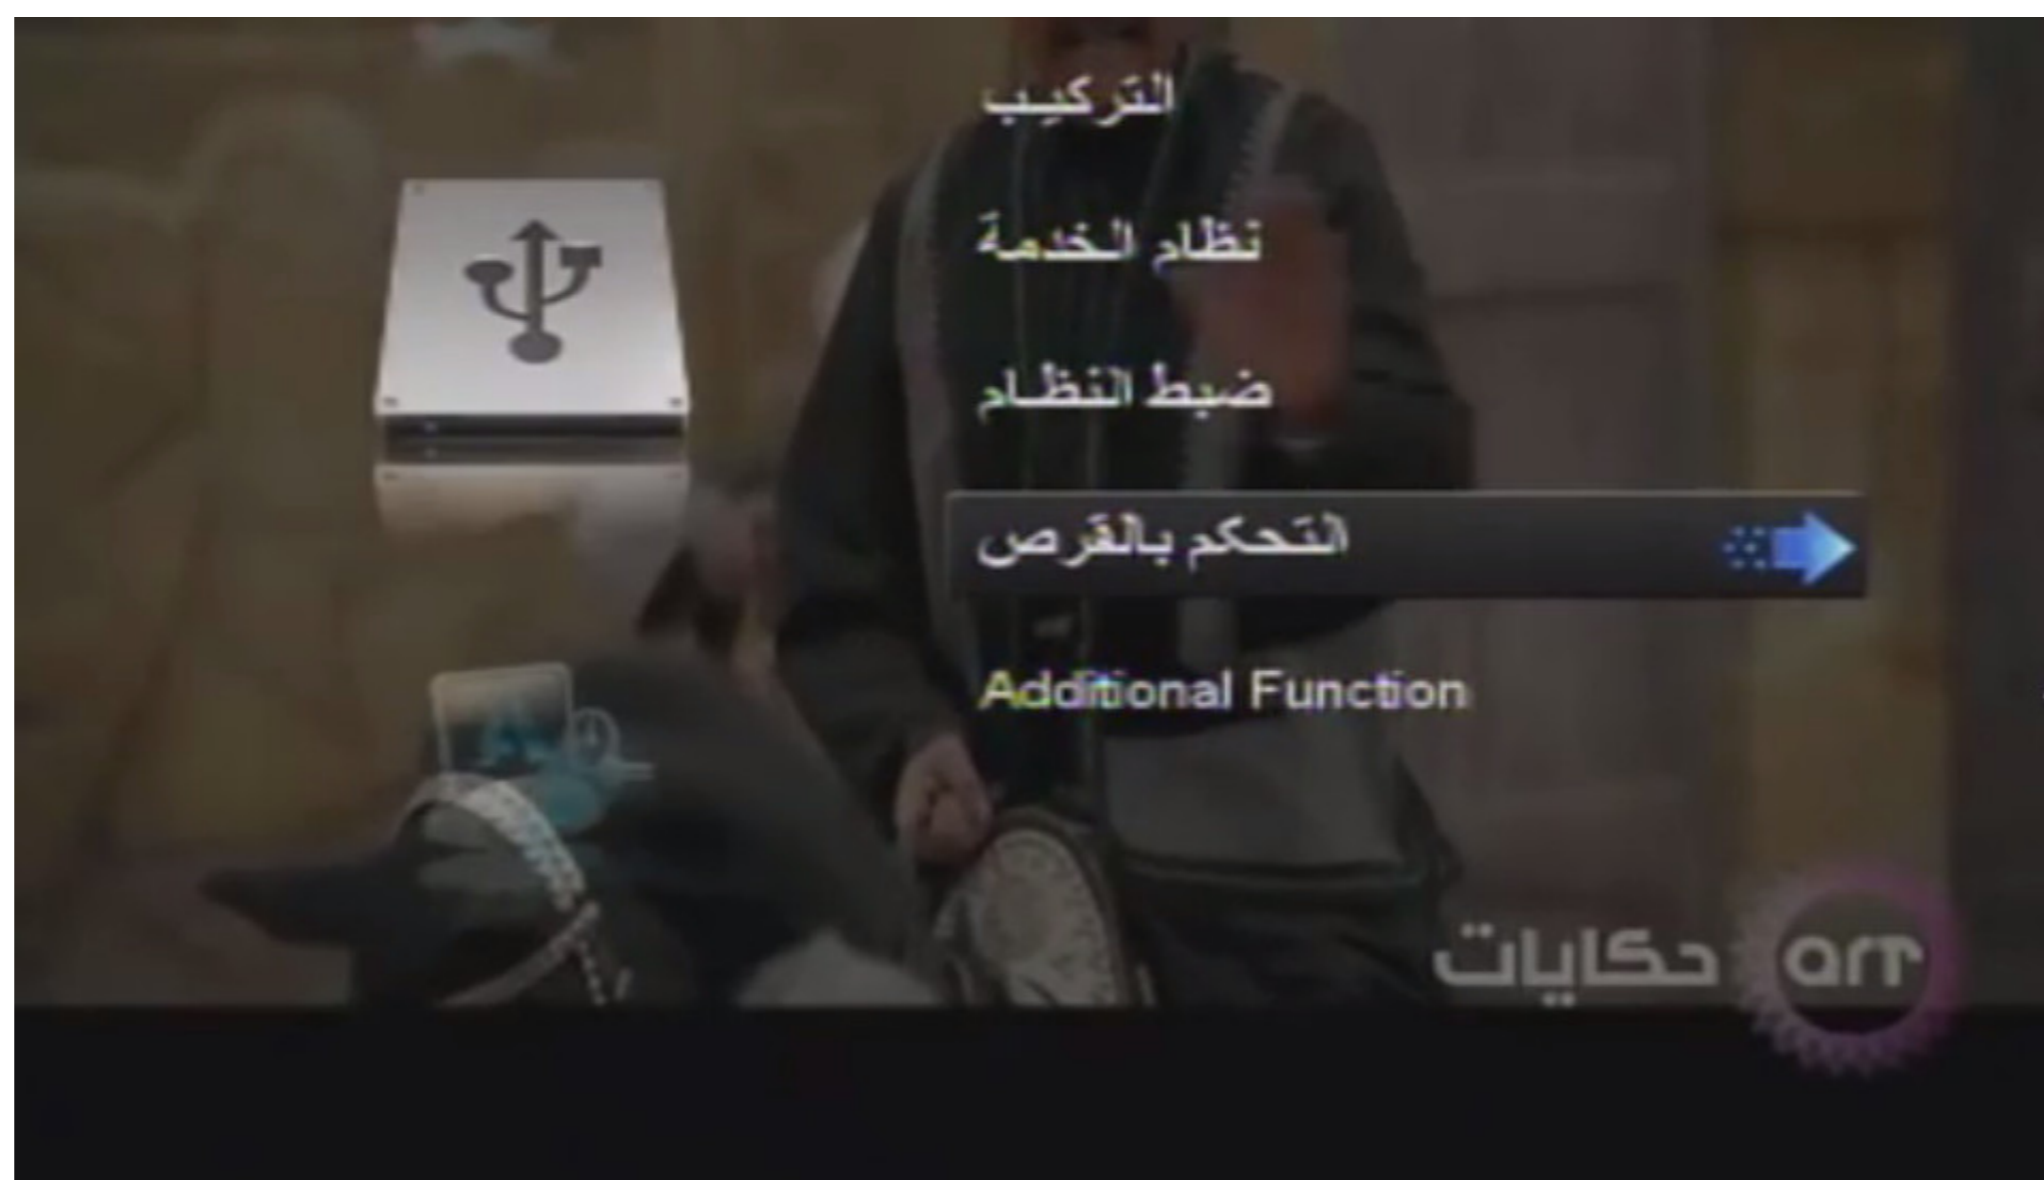 التركيب
نظام الخدمة
ضبط النظام
التحكم بالقرص
Additional Function
حكايات art